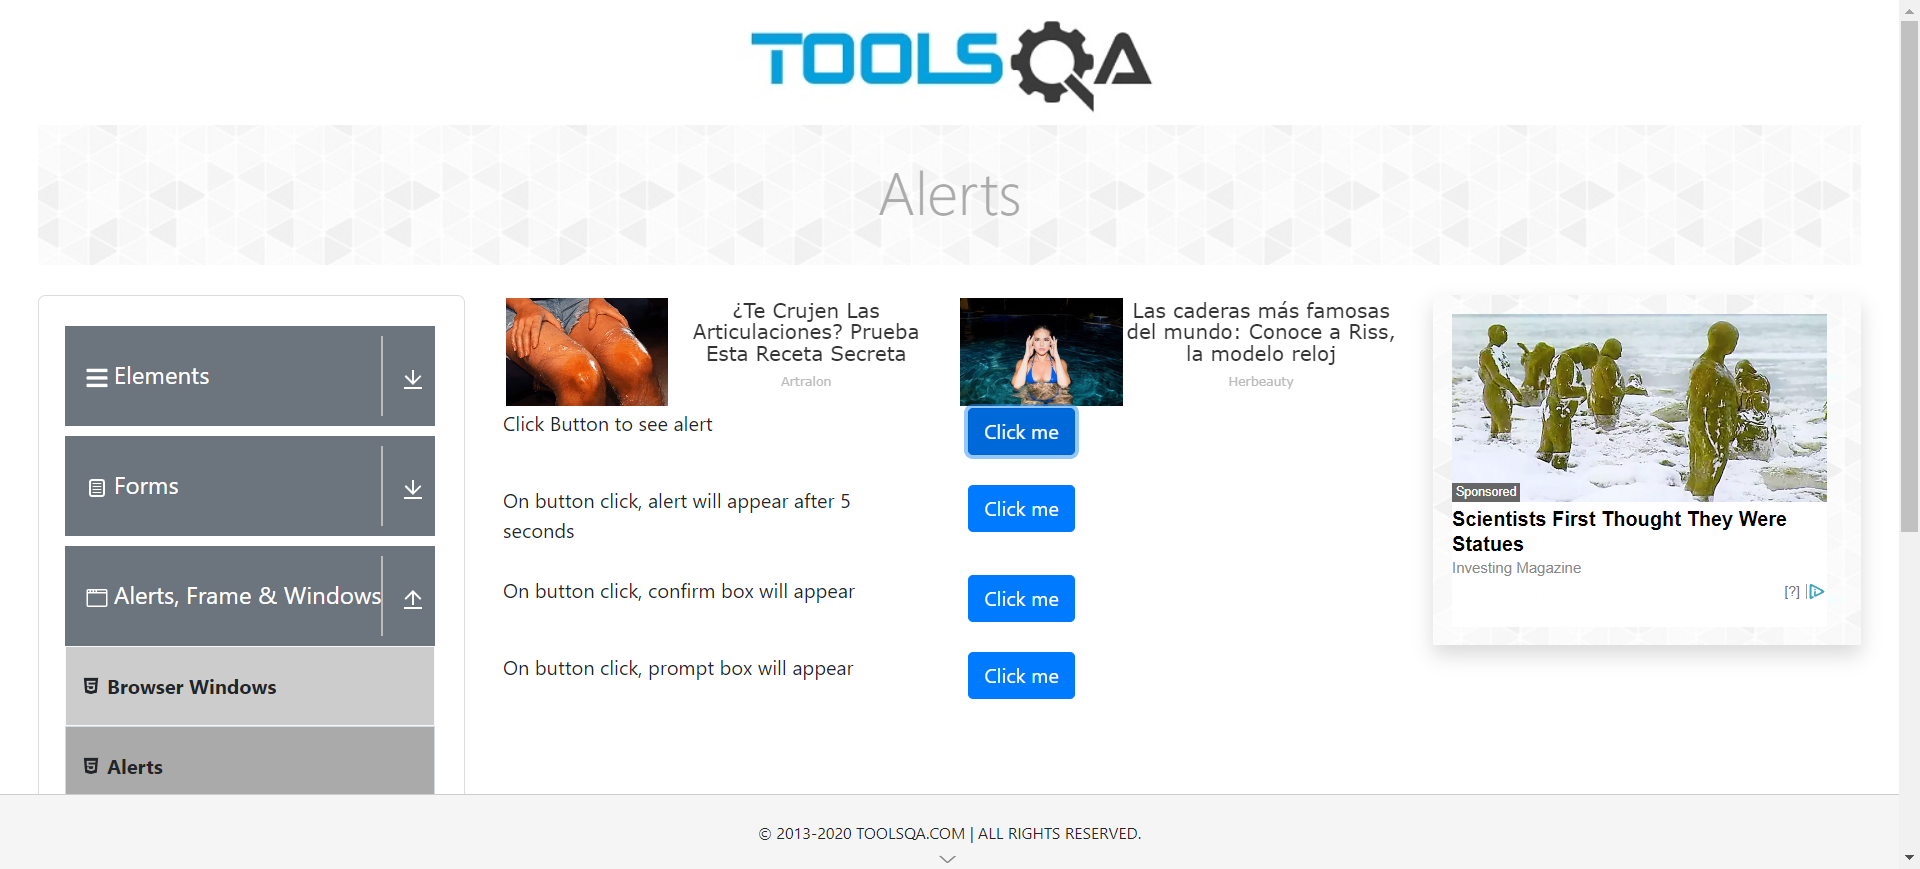 TOOLSQA
Alerts
Elements
Forms
Alerts, Frame & Windows
Browser Windows
Alerts
¿Te Crujen Las
Articulaciones? Prueba
Esta Receta Secreta
Artralon
Las caderas más famosas
del mundo: Conoce a Riss,
la modelo reloj
Herbeauty
Click Button to see alert
Click me
On button click, alert will appear after 5
seconds
Click me
On button click, confirm box will appear
Click me
On button click, prompt box will appear
Click me
Sponsored
Scientists First Thought They Were
Statues
Investing Magazine
[?]
© 2013-2020 TOOLSQA.COM | ALL RIGHTS RESERVED.